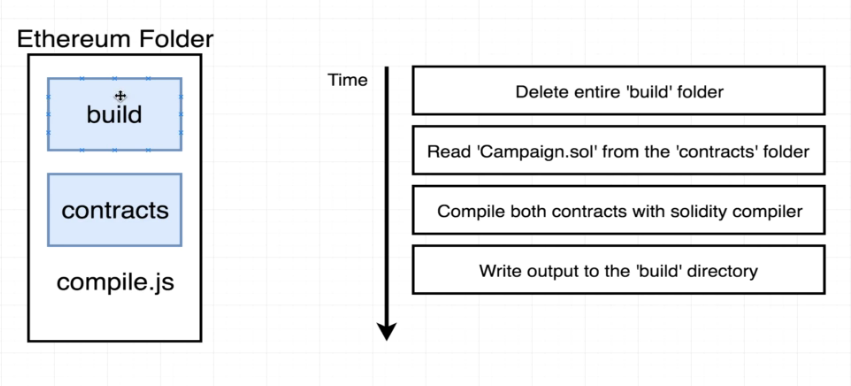 Ethereum Folder
build
contracts
compile.js
Time
Delete entire 'build' folder
Read 'Campaign.sol' from the 'contracts' folder
Compile both contracts with solidity compiler
Write output to the 'build' directory